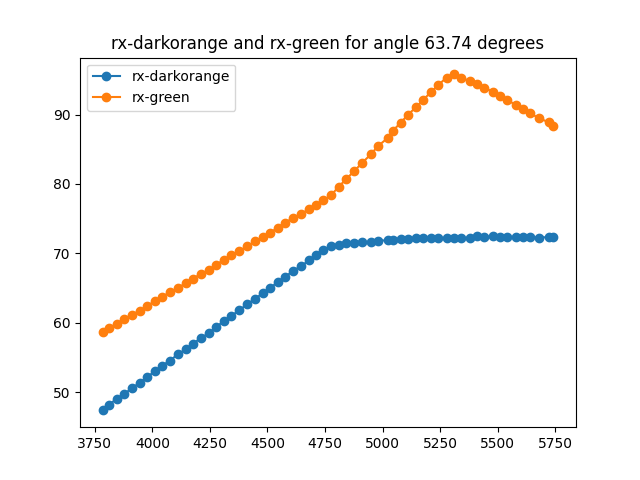 rx-darkorange and rx-green for angle 63.74 degrees
rx-darkorange
rx-green
90
80
70
60
50
3750 4000 4250 4500 4750 5000 5250 5500 5750